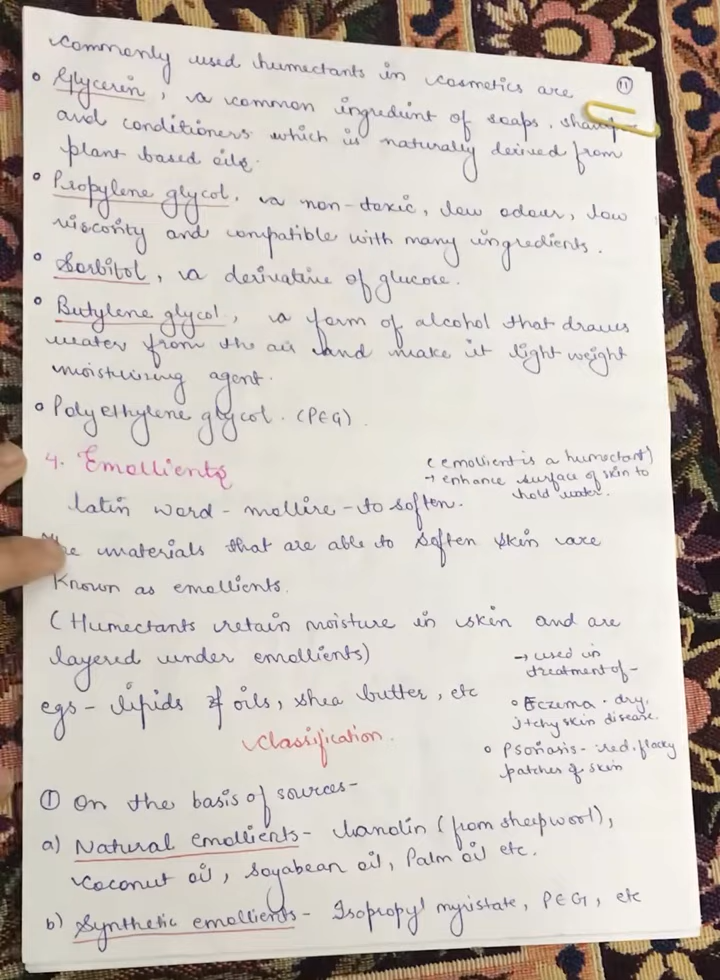 commonly used humectants in cosmetics are
11
• Glycerin, a common ingredient of soaps, shamp
and conditioners which is naturally derived from
plant based oils.
• Propylene glycol, a non-toxic, low odour, low
viscosity and compatible with many ingredients.
• Sorbitol, a derivative of glucose.
• Butylene glycol, a form of alcohol that draws
water from the air and make it light weight
moisturizing agent.
• Polyethylene glycol. (PEG).
4. Emollients
(emollient is a humectant)
→ enhance surface of skin to
hold water.
latin word - mollire - to soften.
The materials that are able to soften skin are
Known as emollients.
(Humectants retain moisture in skin and are
layered under emollients)
→ used in
treatment of -
egs - lipids & oils, shea butter, etc
• Eczema - dry,
itchy skin disease.
Classification.
• Psoriasis - red, flacky
patches of skin
① On the basis of sources -
a) Natural emollients - Lanolin (from sheepwool),
Coconut oil, Soyabean oil, Palm oil etc.
b) Synthetic emollients - Isopropyl myristate, PEG, etc